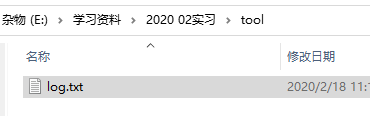 杂物 (E:) › 学习资料 › 2020 02实习 › tool
名称 修改日期
log.txt 2020/2/18 11: